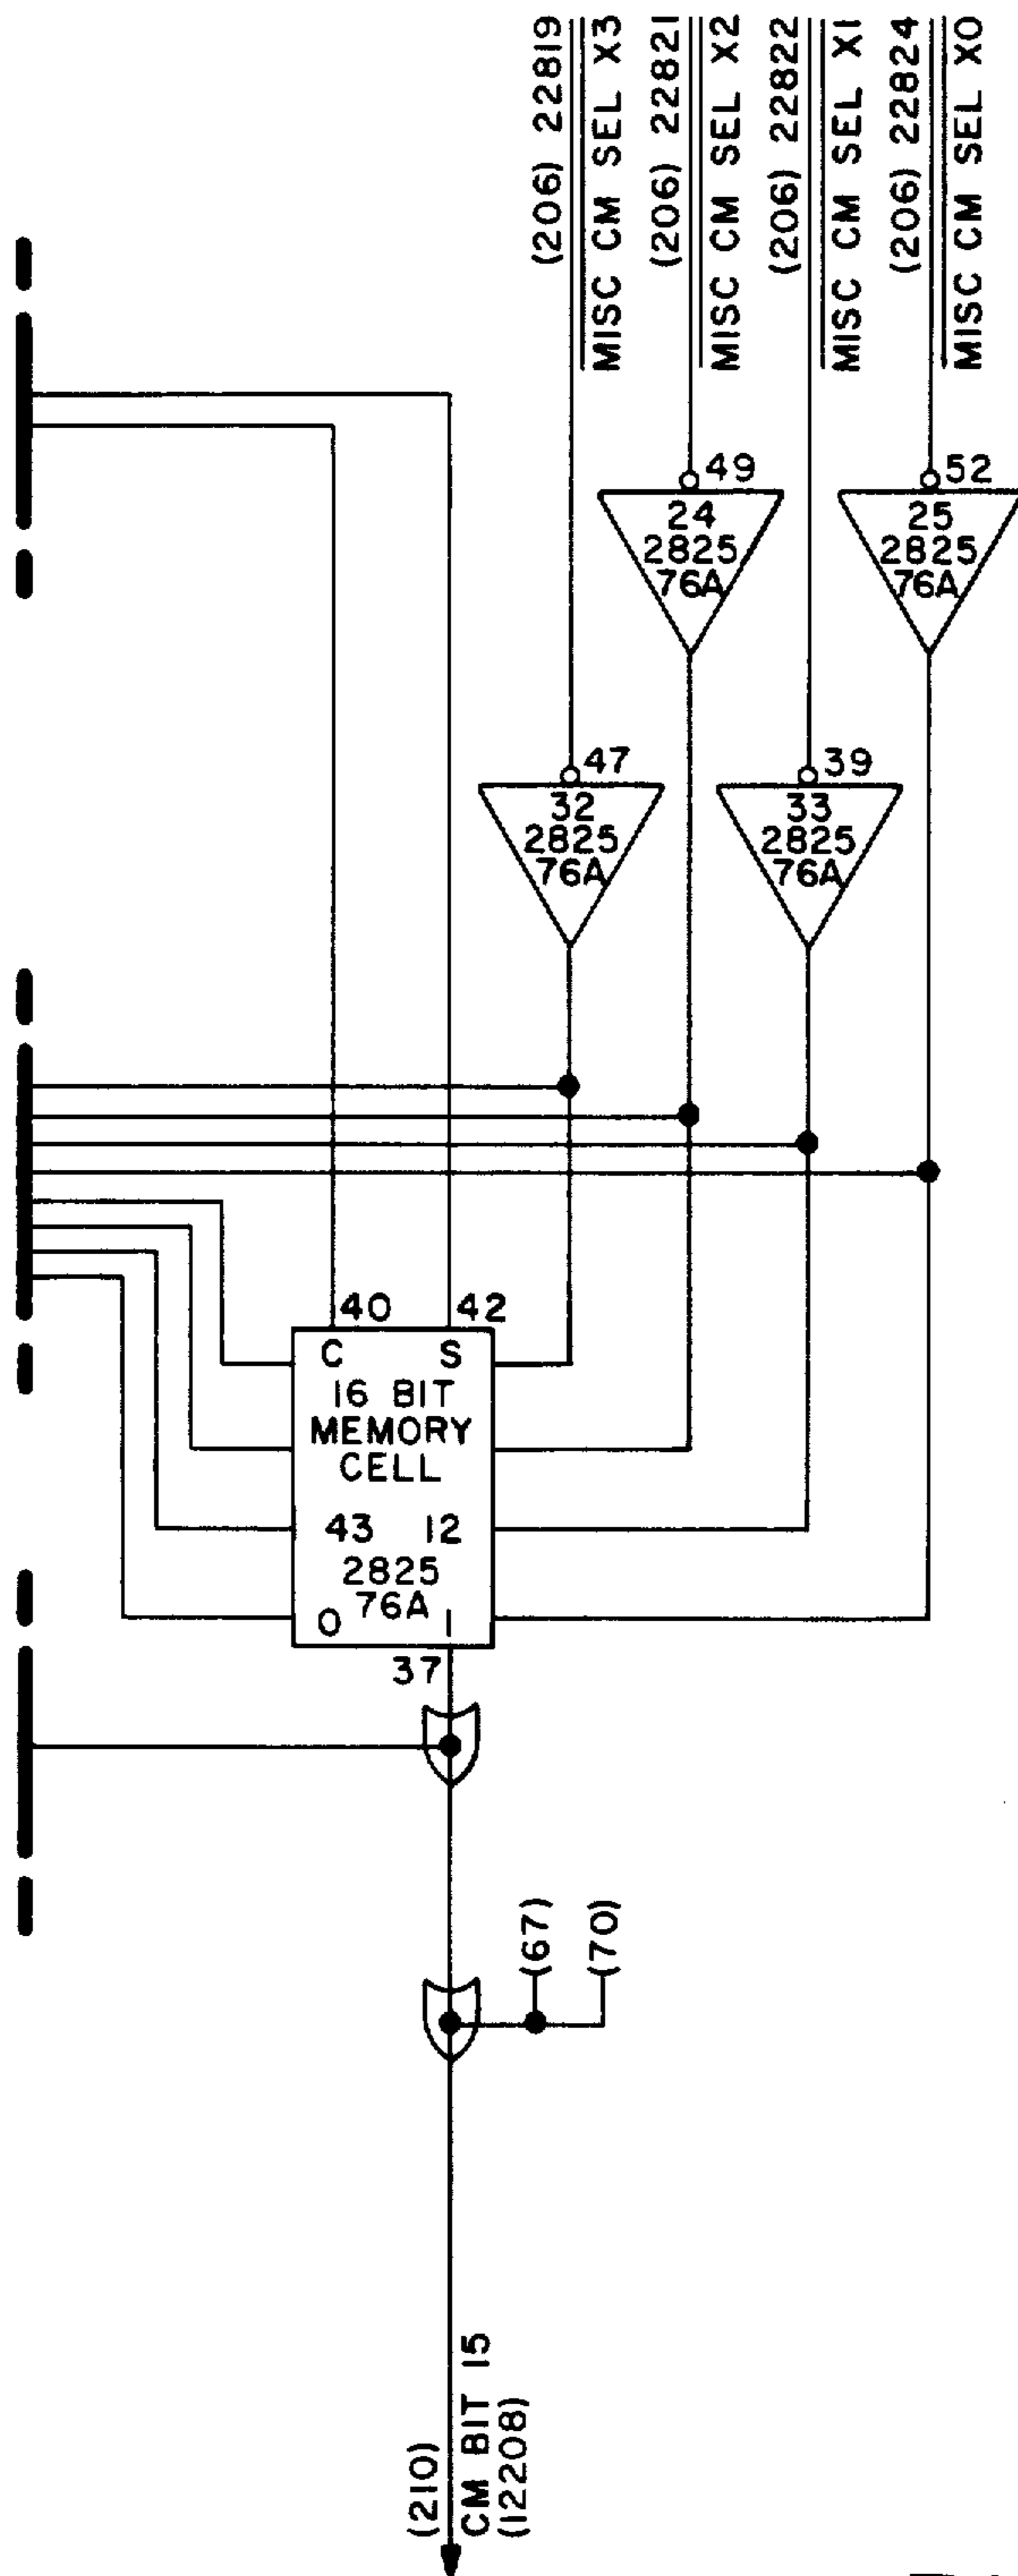 (206) 22819
MISC CM SEL X3
(206) 22821
MISC CM SEL X2
(206) 22822
MISC CM SEL X1
(206) 22824
MISC CM SEL X0
49
24
2825
76A
52
25
2825
76A
47
32
2825
76A
39
33
2825
76A
40 42
C S
16 BIT
MEMORY
CELL
43 12
2825
76A
0 1
37
(67)
(70)
(210)
CM BIT 15
(12208)